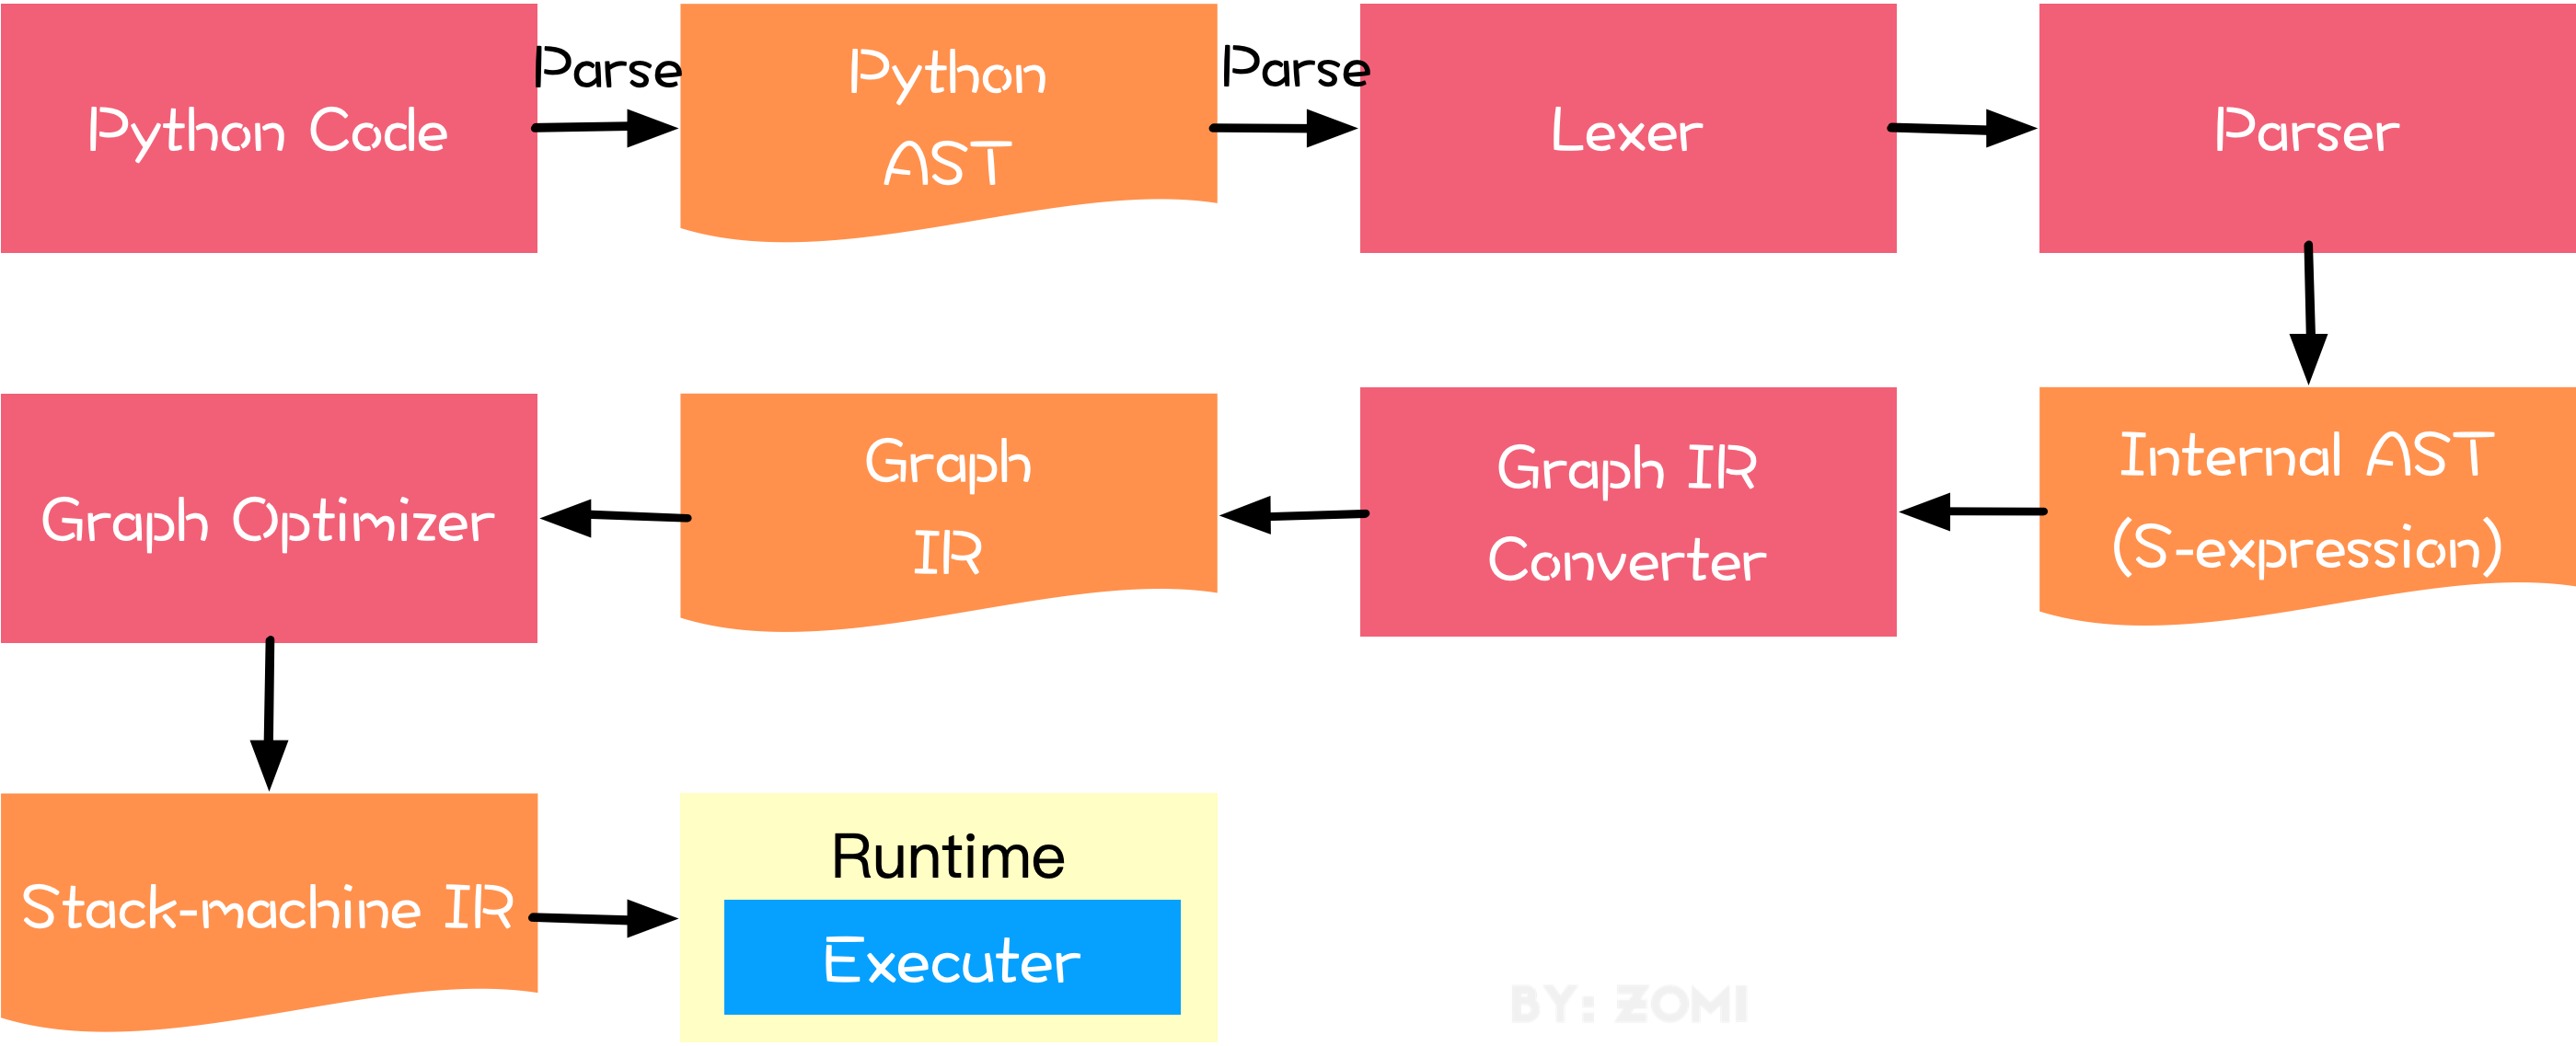 Python Code
Parse
Python
AST
Parse
Lexer
Parser
Graph Optimizer
Graph
IR
Graph IR
Converter
Internal AST
(S-expression)
Stack-machine IR
Runtime
Executer
BY: ZOMI